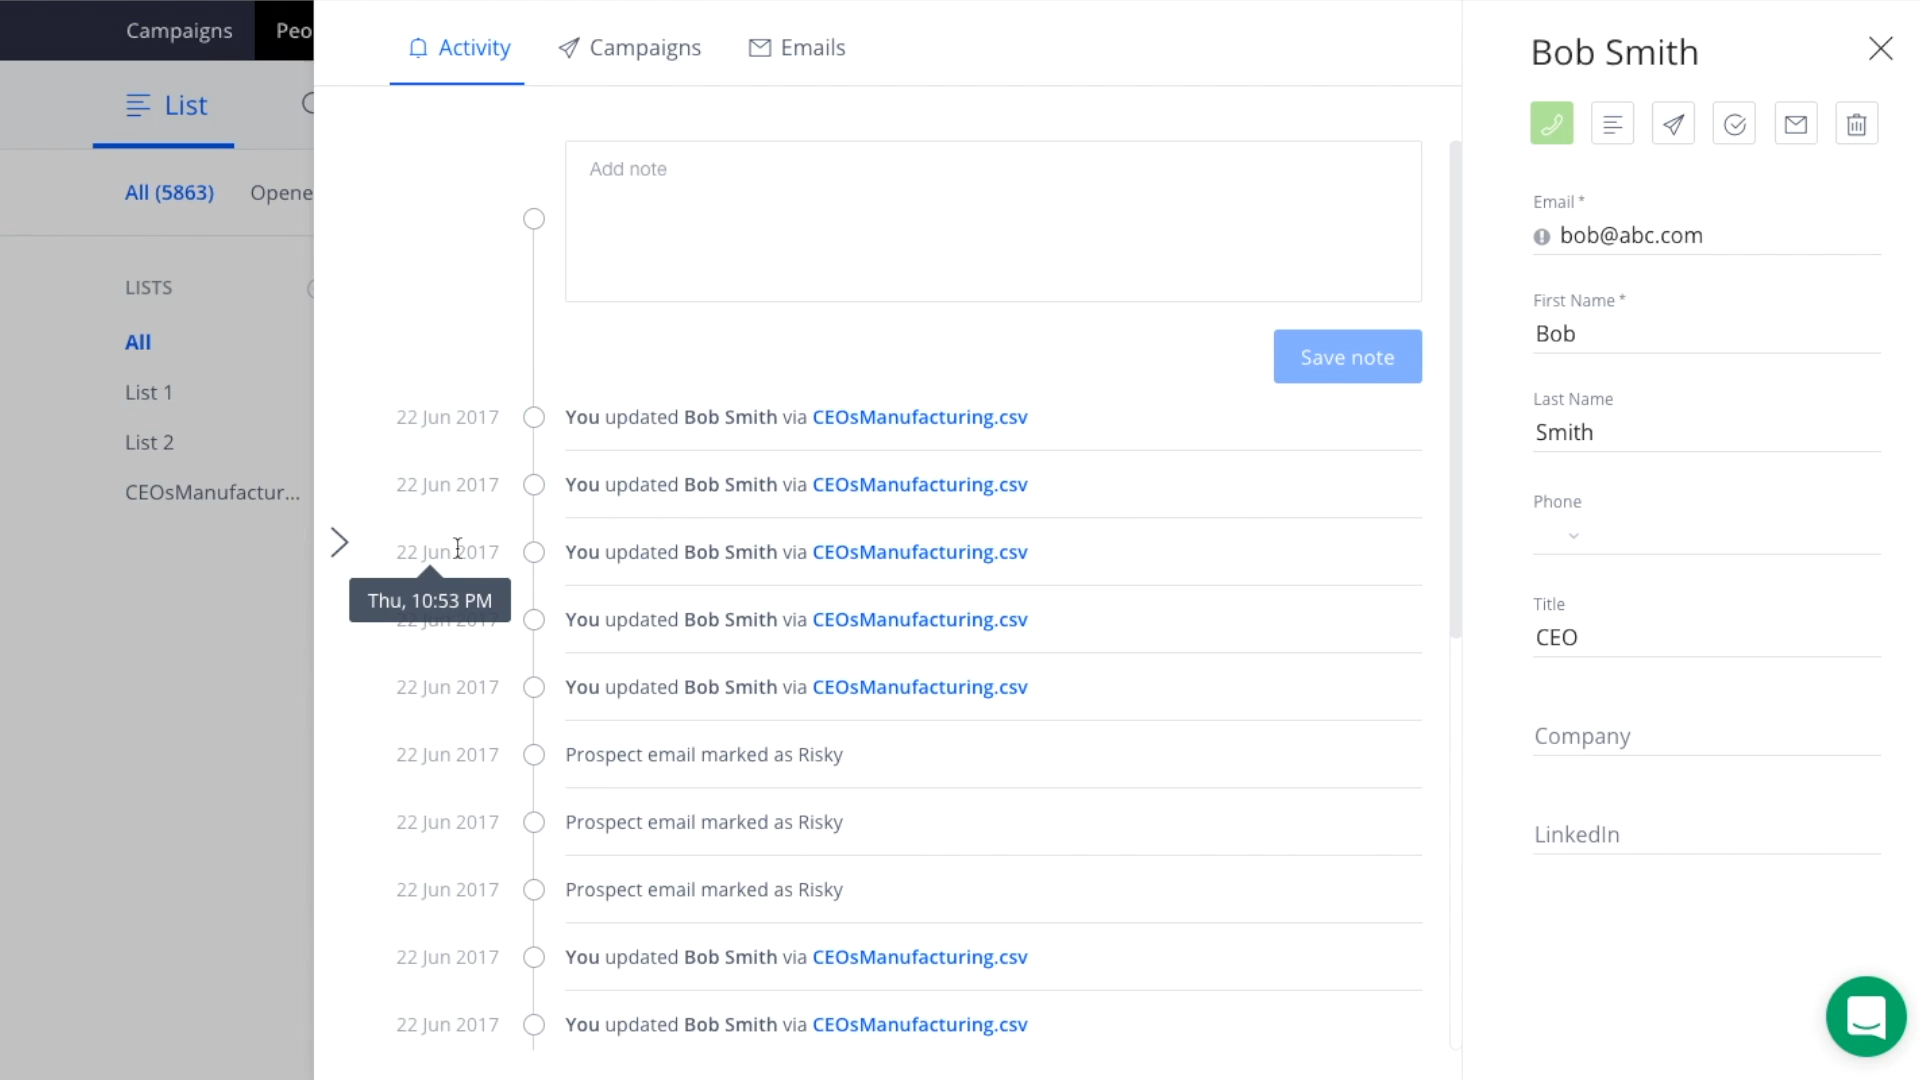 Campaigns Peo
List
All (5863) Opene
LISTS
All
List 1
List 2
CEOsManufactur...
Activity Campaigns Emails
Add note
Save note
22 Jun 2017 You updated Bob Smith via CEOsManufacturing.csv
22 Jun 2017 You updated Bob Smith via CEOsManufacturing.csv
22 Jun 2017 You updated Bob Smith via CEOsManufacturing.csv
Thu, 10:53 PM
22 Jun 2017 You updated Bob Smith via CEOsManufacturing.csv
22 Jun 2017 You updated Bob Smith via CEOsManufacturing.csv
22 Jun 2017 Prospect email marked as Risky
22 Jun 2017 Prospect email marked as Risky
22 Jun 2017 Prospect email marked as Risky
22 Jun 2017 You updated Bob Smith via CEOsManufacturing.csv
22 Jun 2017 You updated Bob Smith via CEOsManufacturing.csv
Bob Smith
Email *
bob@abc.com
First Name *
Bob
Last Name
Smith
Phone
Title
CEO
Company
LinkedIn